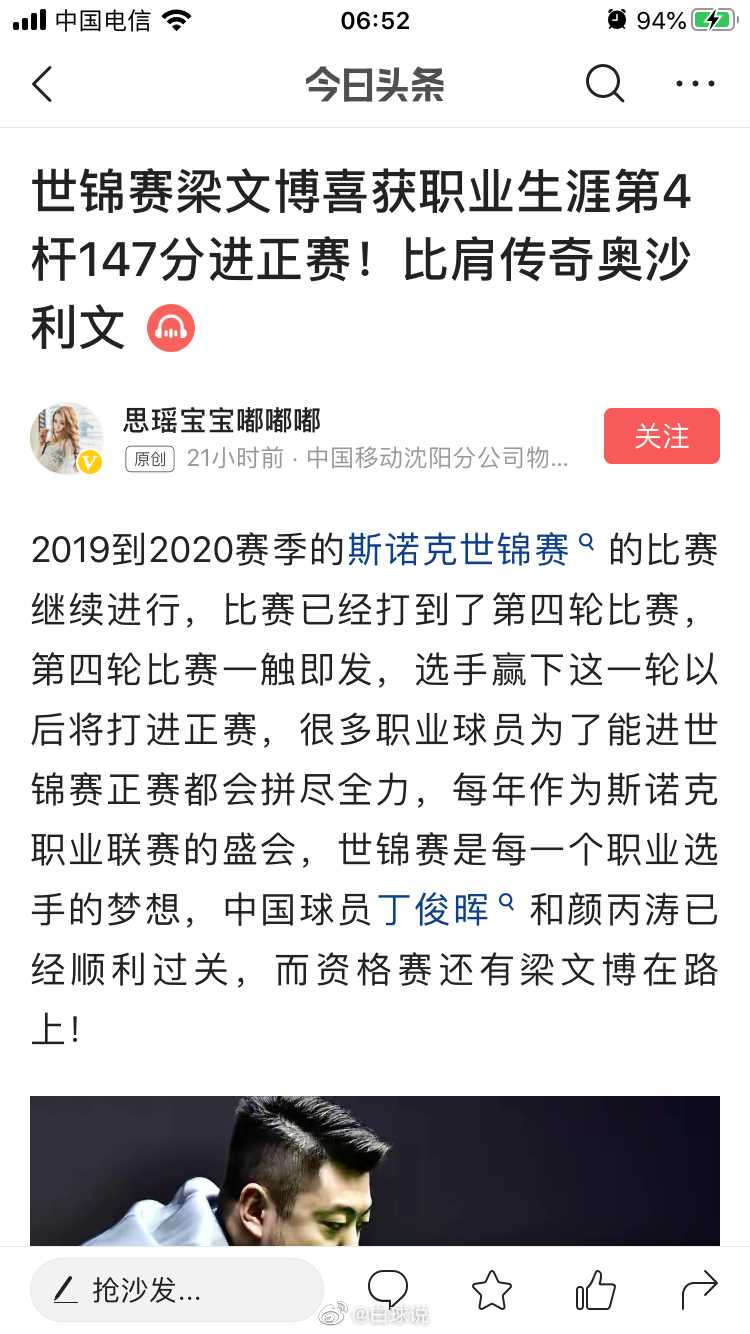 中国电信 06:52 94%
今日头条
世锦赛梁文博喜获职业生涯第4
杆147分进正赛！比肩传奇奥沙
利文
思瑶宝宝嘟嘟嘟
关注
原创 21小时前 · 中国移动沈阳分公司物...
2019到2020赛季的斯诺克世锦赛 的比赛
继续进行，比赛已经打到了第四轮比赛，
第四轮比赛一触即发，选手赢下这一轮以
后将打进正赛，很多职业球员为了能进世
锦赛正赛都会拼尽全力，每年作为斯诺克
职业联赛的盛会，世锦赛是每一个职业选
手的梦想，中国球员丁俊晖 和颜丙涛已
经顺利过关，而资格赛还有梁文博在路
上！
抢沙发...
@白球说